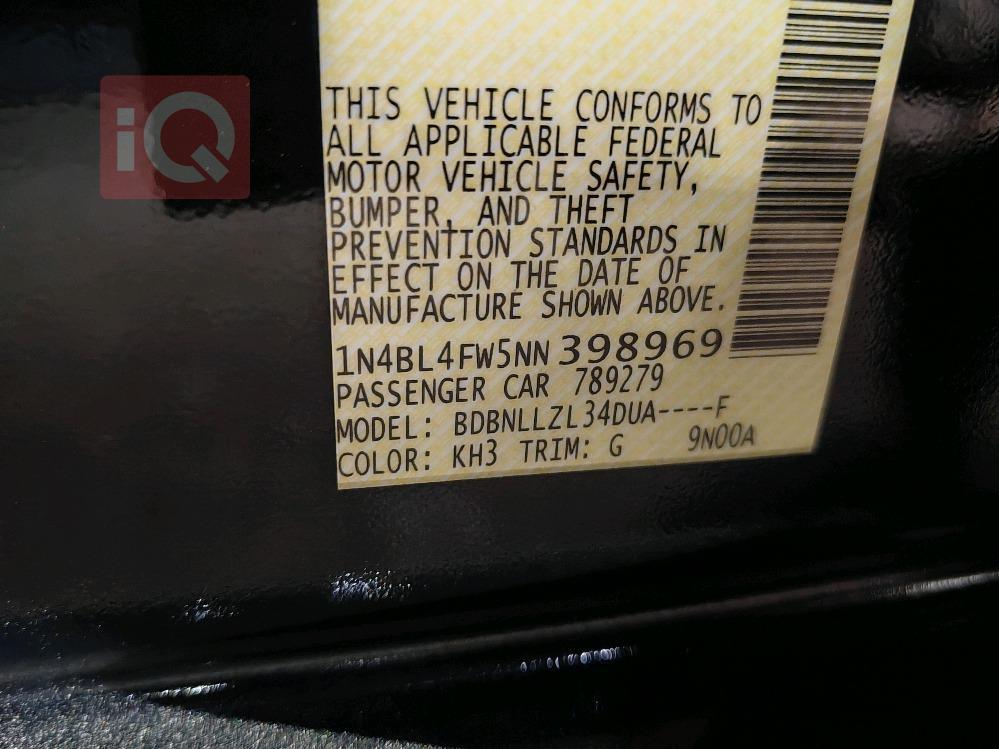 iQ
THIS VEHICLE CONFORMS TO
ALL APPLICABLE FEDERAL
MOTOR VEHICLE SAFETY,
BUMPER, AND THEFT
PREVENTION STANDARDS IN
EFFECT ON THE DATE OF
MANUFACTURE SHOWN ABOVE.
1N4BL4FW5NN398969
PASSENGER CAR 789279
MODEL: BDBNLLZL34DUA----F
COLOR: KH3 TRIM: G 9N00A